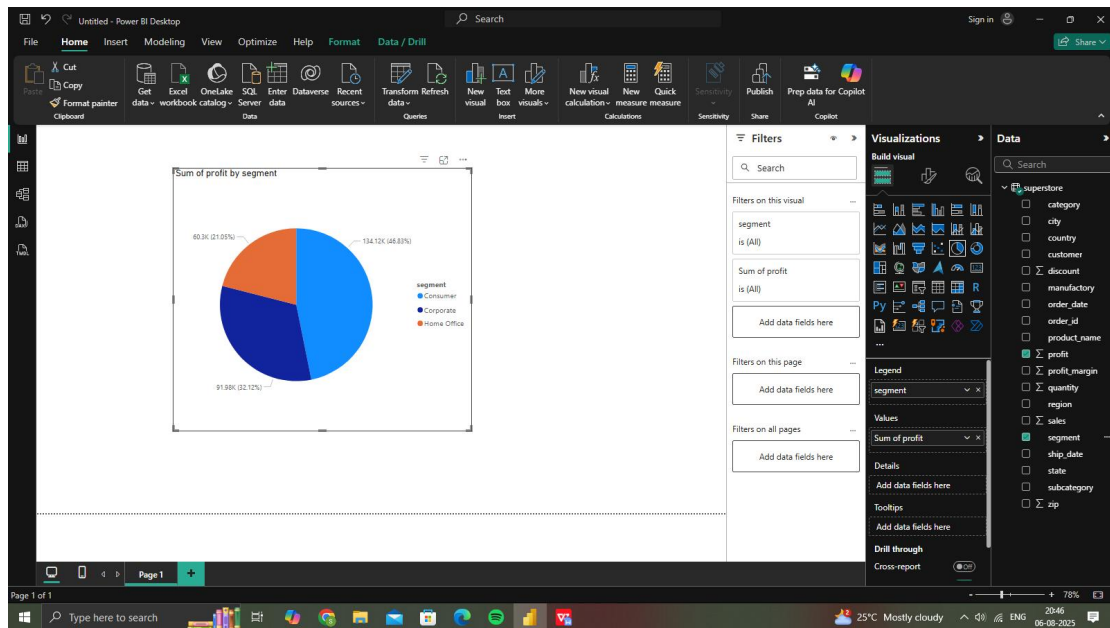 Untitled - Power BI Desktop
Search
Sign in
File Home Insert Modeling View Optimize Help Format Data / Drill
Share
Paste
Cut
Copy
Format painter
Clipboard
Get data
Excel workbook
OneLake catalog
SQL Server
Enter data
Dataverse
Recent sources
Data
Transform data
Refresh
Queries
New visual
Text box
More visuals
Insert
New visual calculation
New measure
Quick measure
Calculations
Sensitivity
Sensitivity
Publish
Share
Prep data for AI
Copilot
Copilot
DAX
TMDL
Sum of profit by segment
60.3K (21.05%)
134.12K (46.83%)
91.98K (32.12%)
segment
Consumer
Corporate
Home Office
Filters
Search
Filters on this visual
segment
is (All)
Sum of profit
is (All)
Add data fields here
Filters on this page
Add data fields here
Filters on all pages
Add data fields here
Visualizations
Build visual
R
Py
Legend
segment
Values
Sum of profit
Details
Add data fields here
Tooltips
Add data fields here
Drill through
Cross-report
Off
Data
Search
superstore
category
city
country
customer
∑ discount
manufactory
order_date
order_id
product_name
∑ profit
∑ profit_margin
∑ quantity
region
∑ sales
segment
ship_date
state
subcategory
∑ zip
Page 1
Page 1 of 1
- + 78%
Type here to search
25°C Mostly cloudy
ENG
20:46
06-08-2025